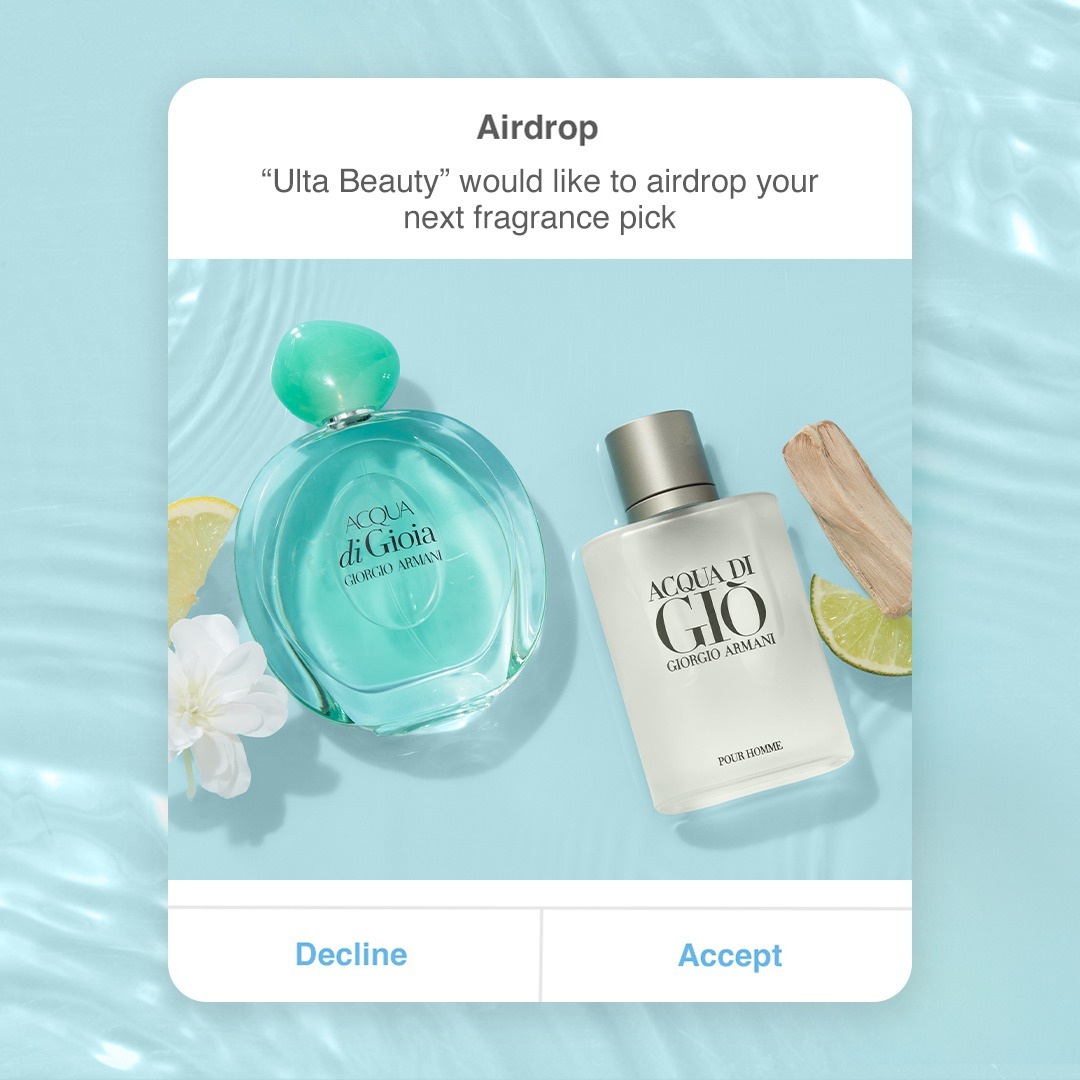 Airdrop
“Ulta Beauty” would like to airdrop your
next fragrance pick
ACQUA
di Gioia
GIORGIO ARMANI
ACQUA DI
GIÒ
GIORGIO ARMANI
POUR HOMME
Decline
Accept